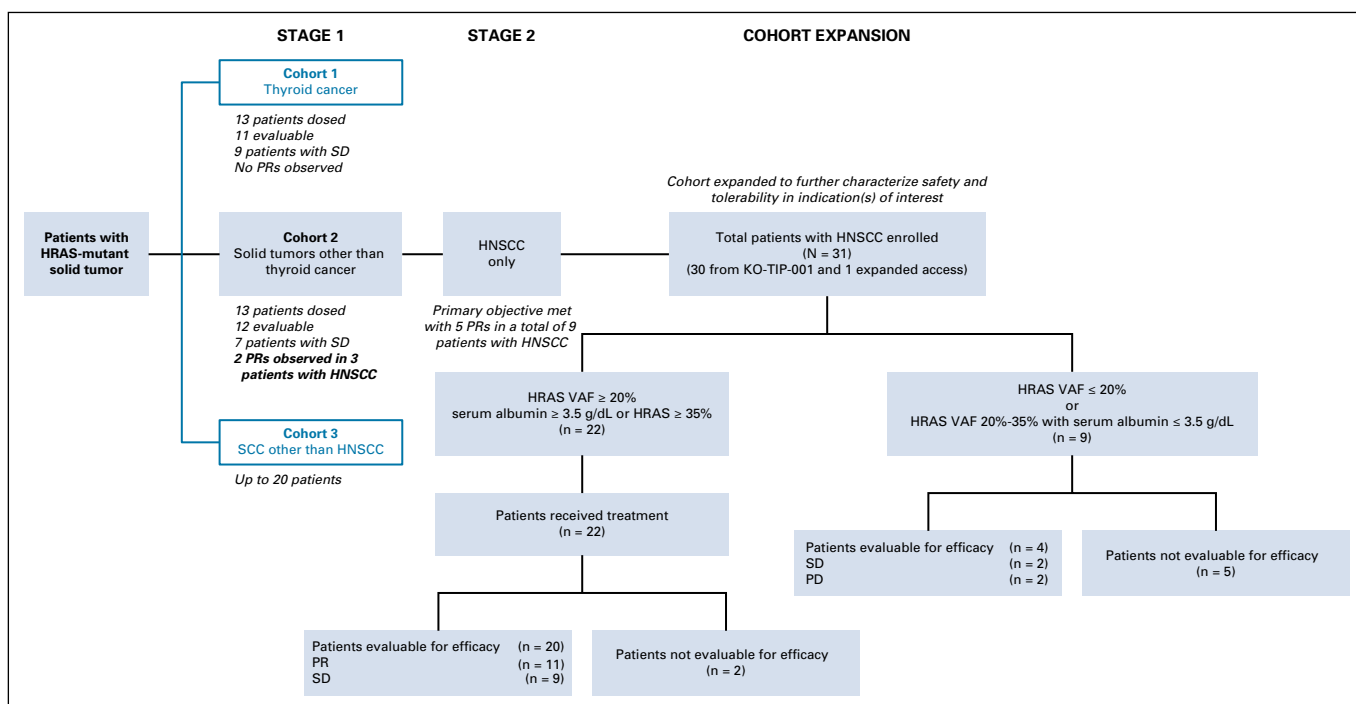 STAGE 1
STAGE 2
COHORT EXPANSION
Cohort 1
Thyroid cancer
13 patients dosed
11 evaluable
9 patients with SD
No PRs observed
Cohort expanded to further characterize safety and
tolerability in indication(s) of interest
Patients with
HRAS-mutant
solid tumor
Cohort 2
Solid tumors other than
thyroid cancer
HNSCC
only
Total patients with HNSCC enrolled
(N = 31)
(30 from KO-TIP-001 and 1 expanded access)
13 patients dosed
12 evaluable
7 patients with SD
2 PRs observed in 3
patients with HNSCC
Primary objective met
with 5 PRs in a total of 9
patients with HNSCC
HRAS VAF ≥ 20%
serum albumin ≥ 3.5 g/dL or HRAS ≥ 35%
(n = 22)
HRAS VAF ≤ 20%
or
HRAS VAF 20%-35% with serum albumin ≤ 3.5 g/dL
(n = 9)
Cohort 3
SCC other than HNSCC
Up to 20 patients
Patients received treatment
(n = 22)
Patients evaluable for efficacy (n = 4)
SD (n = 2)
PD (n = 2)
Patients not evaluable for efficacy
(n = 5)
Patients evaluable for efficacy (n = 20)
PR (n = 11)
SD (n = 9)
Patients not evaluable for efficacy
(n = 2)